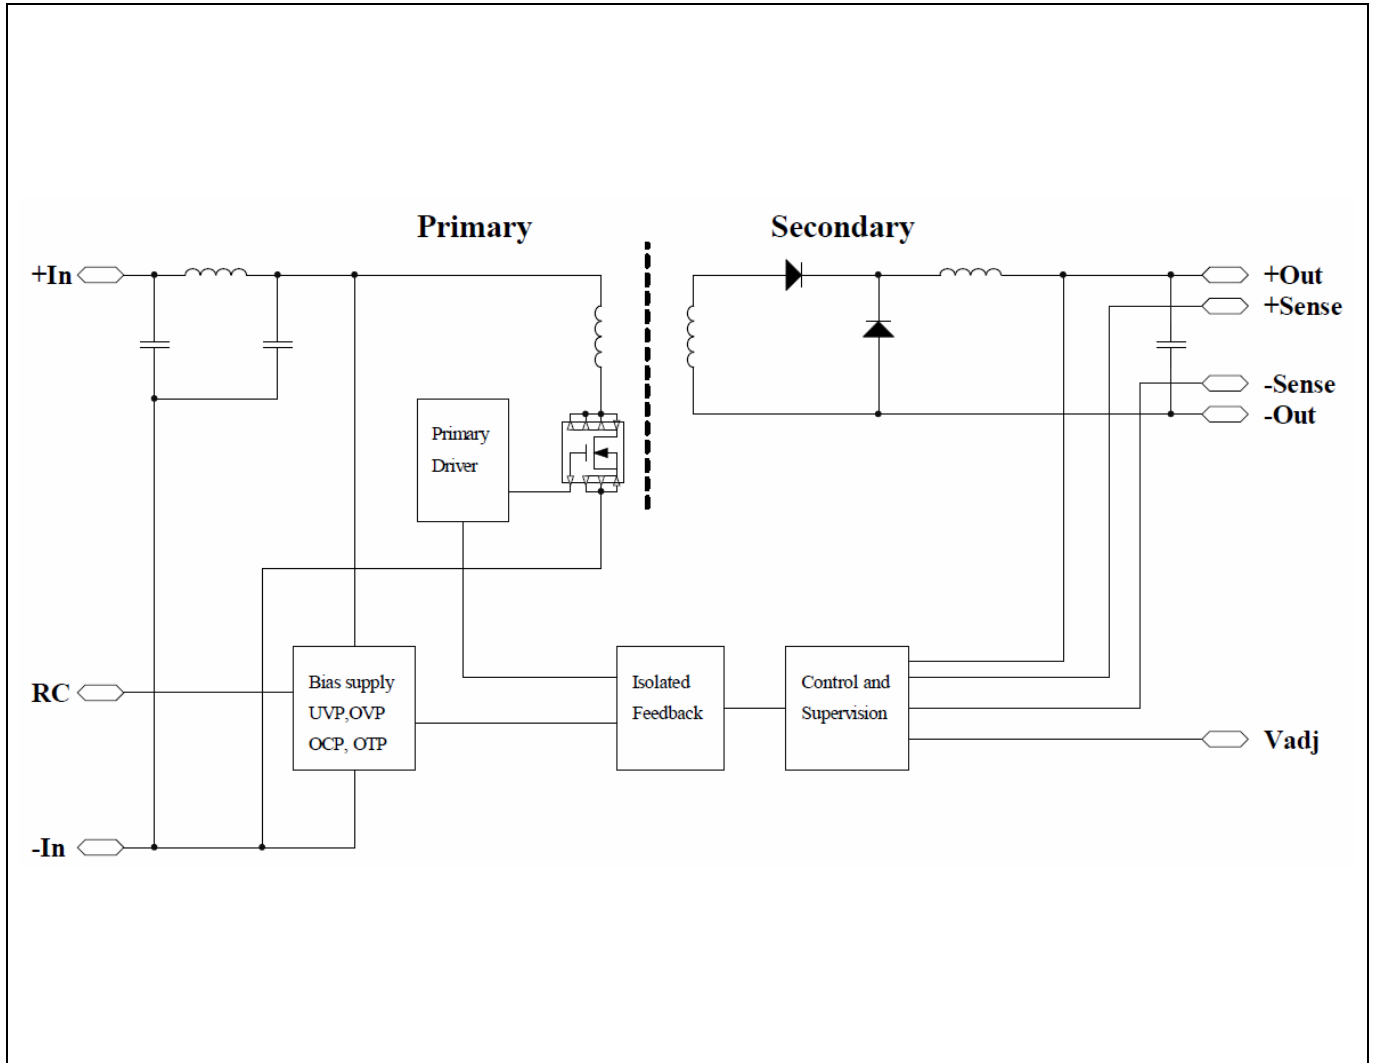 Primary
Secondary
+In
+Out
+Sense
-Sense
-Out
Primary
Driver
RC
Bias supply
UVP,OVP
OCP, OTP
Isolated
Feedback
Control and
Supervision
Vadj
-In